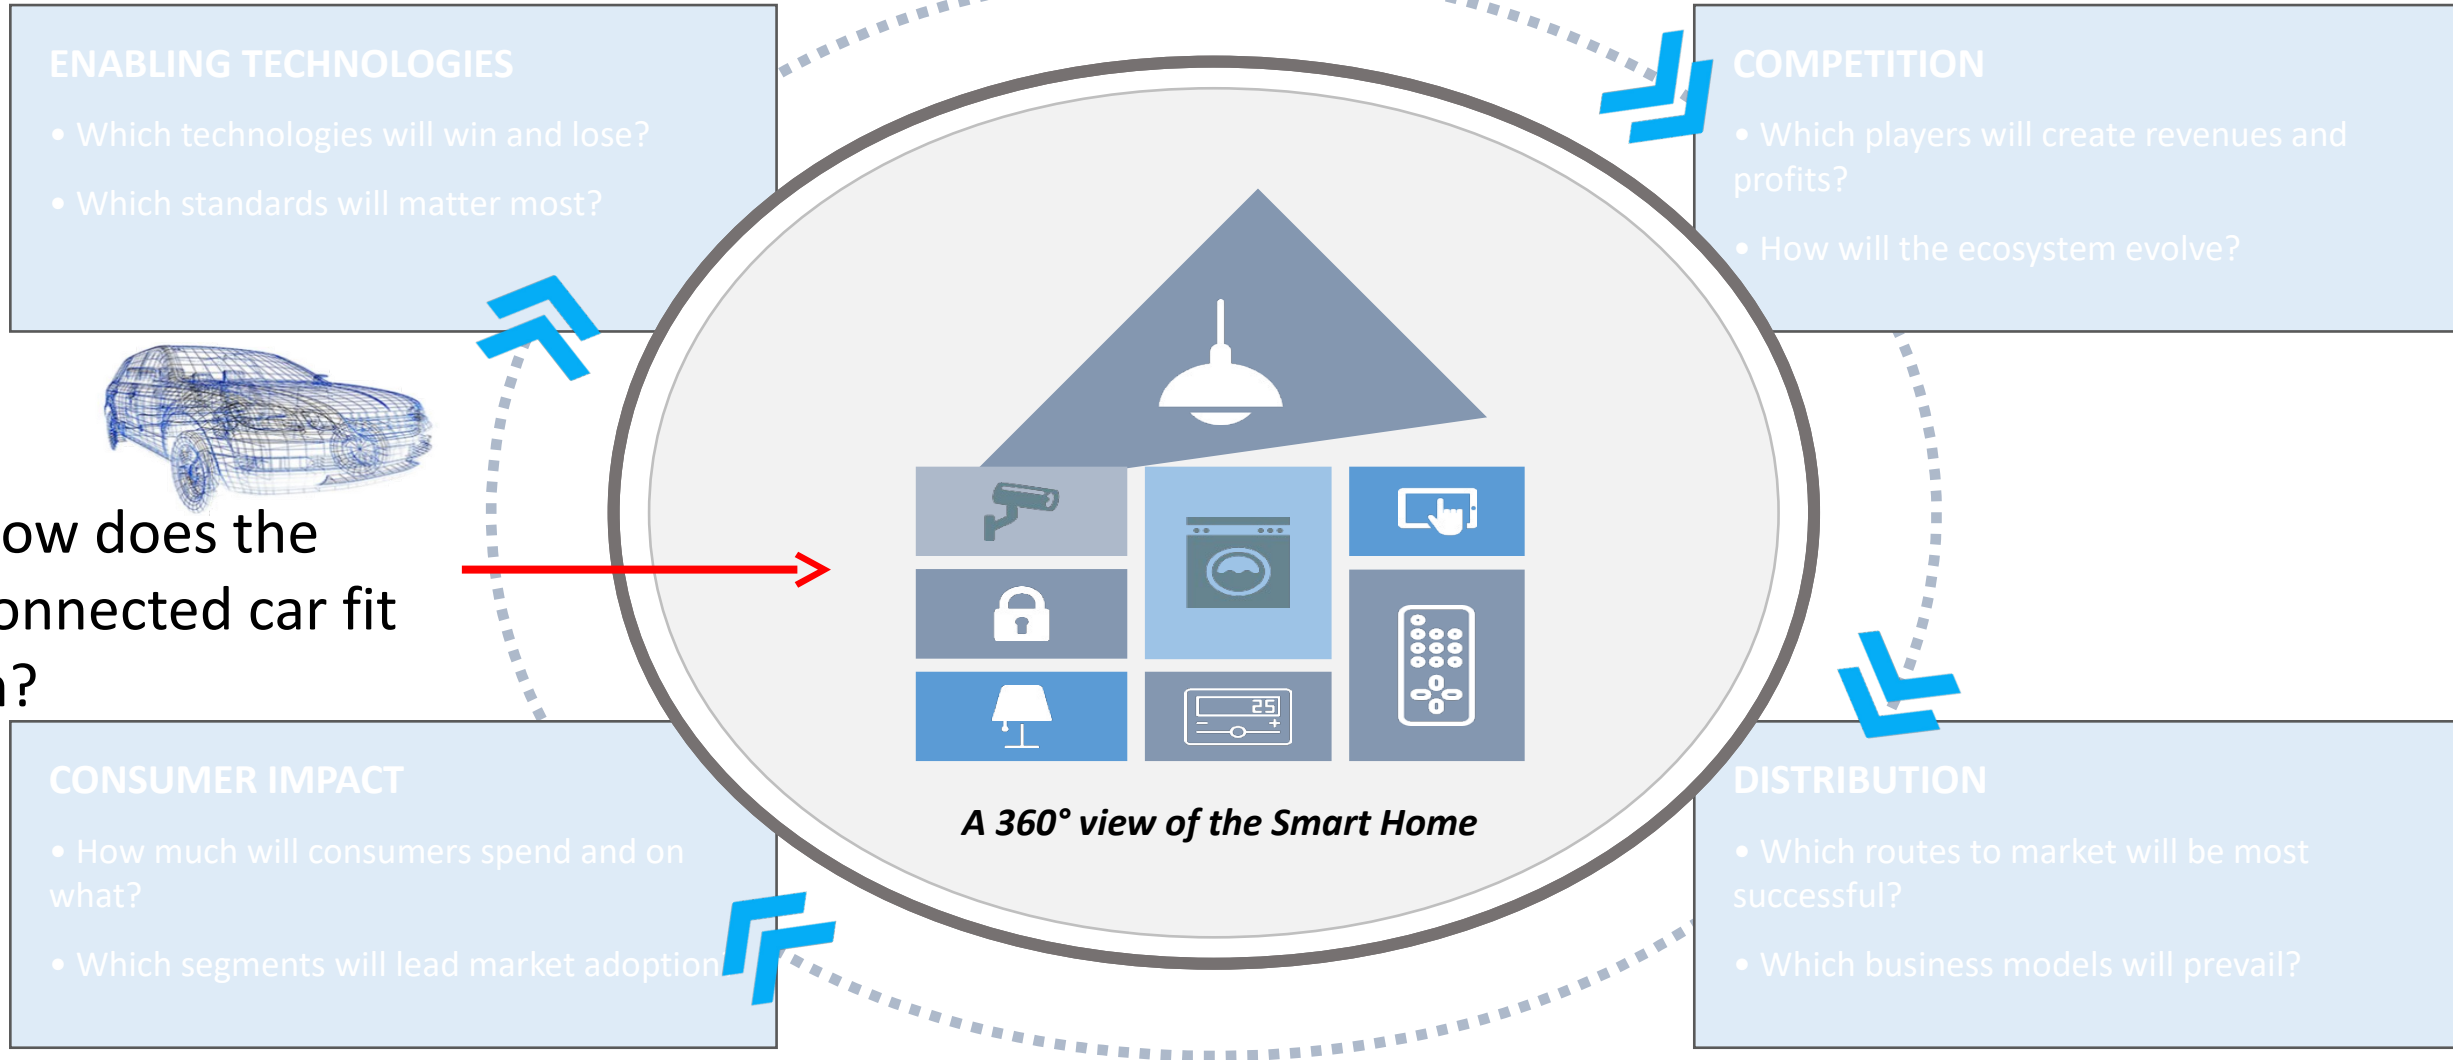 ENABLING TECHNOLOGIES
• Which technologies will win and lose?
• Which standards will matter most?
COMPETITION
• Which players will create revenues and
profits?
• How will the ecosystem evolve?
ow does the
onnected car fit
?
25
A 360° view of the Smart Home
CONSUMER IMPACT
• How much will consumers spend and on
what?
• Which segments will lead market adoption
DISTRIBUTION
• Which routes to market will be most
successful?
• Which business models will prevail?